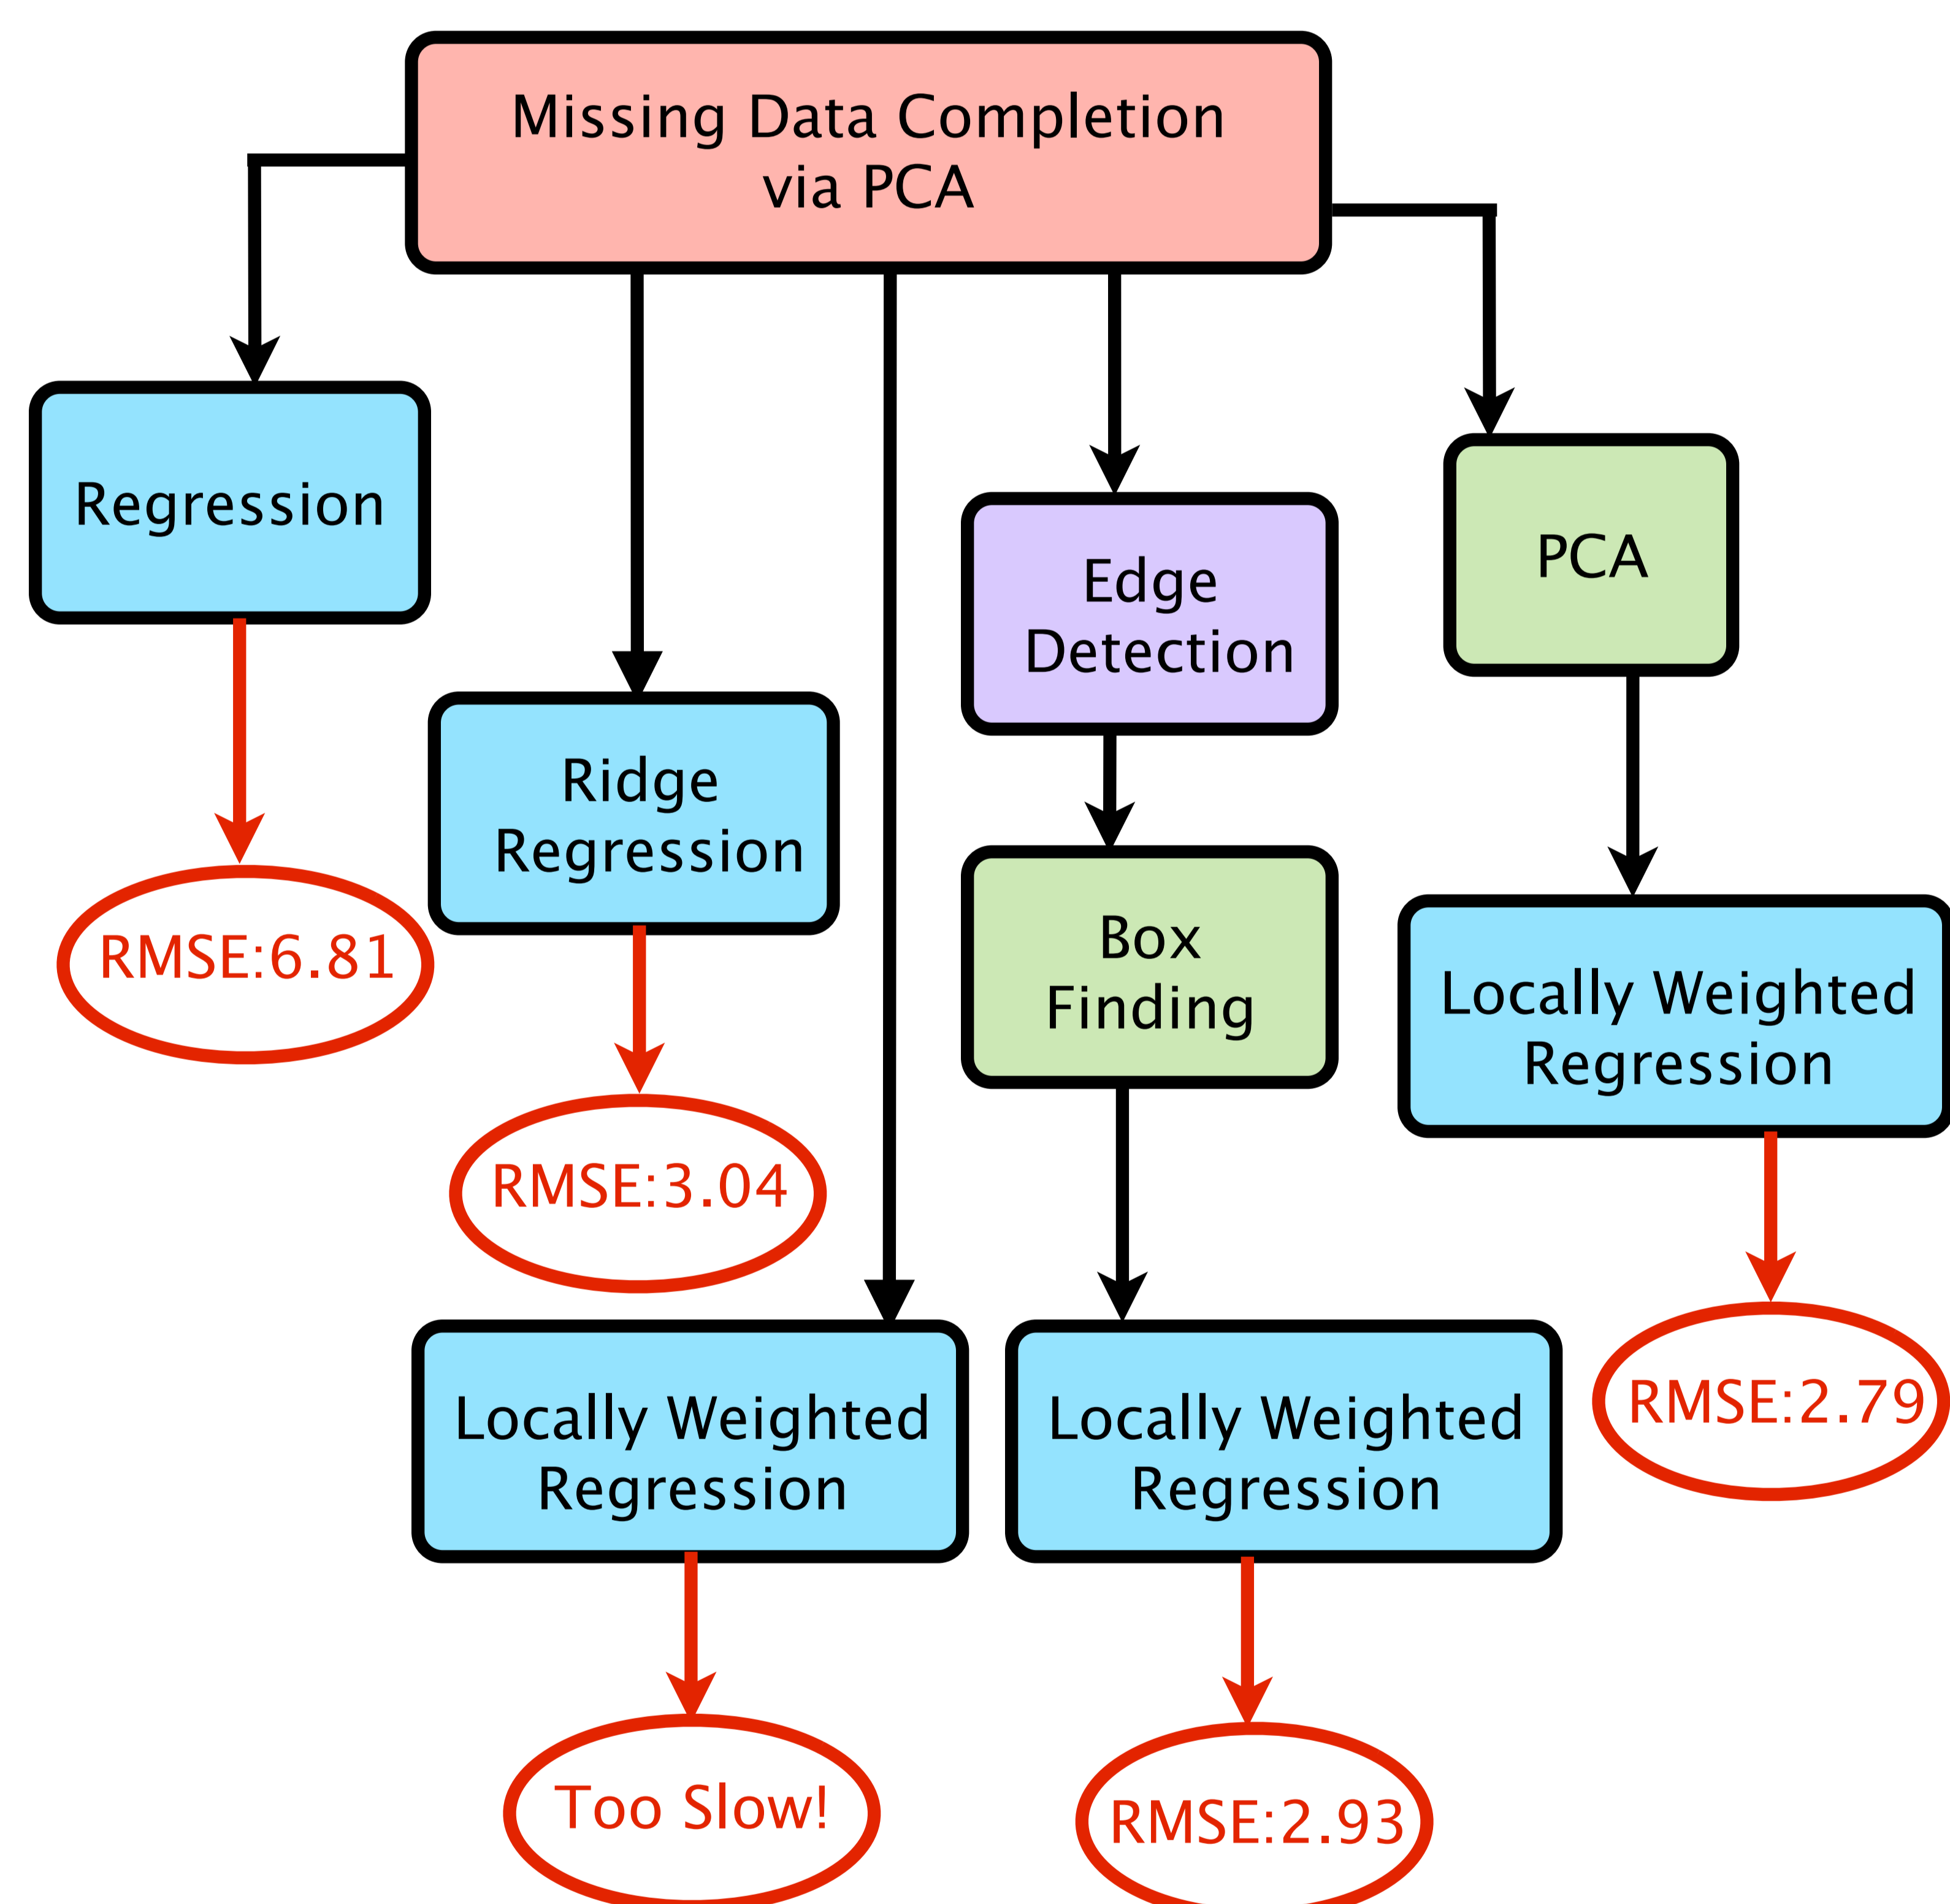 Missing Data Completion
via PCA
Regression
PCA
Edge
Detection
Ridge
Regression
RMSE:6.81
Box
Finding
Locally Weighted
Regression
RMSE:3.04
RMSE:2.79
Locally Weighted
Regression
Locally Weighted
Regression
Too Slow!
RMSE:2.93